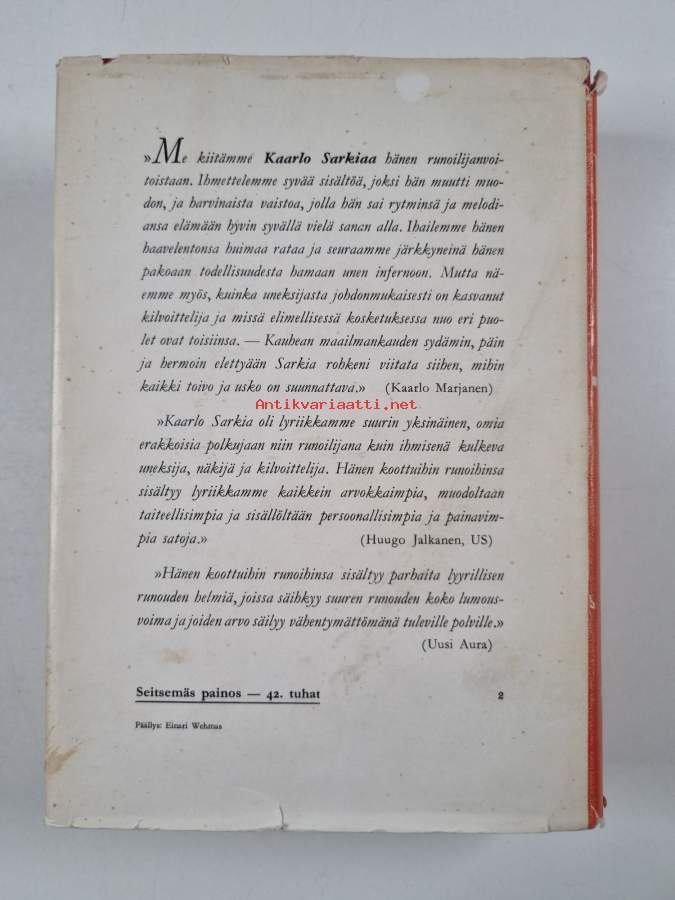 »Me kiitämme Kaarlo Sarkiaa hänen runoilijanvoi-
toistaan. Ihmettelemme syvää sisältöä, joksi hän muutti muo-
don, ja harvinaista vaistoa, jolla hän sai rytminsä ja melodi-
ansa elämään hyvin syvällä vielä sanan alla. Ihailemme hänen
haavelentonsa huimaa rataa ja seuraamme järkkyneinä hänen
pakoaan todellisuudesta hamaan unen infernoon. Mutta nä-
emme myös, kuinka uneksijasta johdonmukaisesti on kasvanut
kilvoittelija ja missä elimellisessä kosketuksessa nuo eri puo-
let ovat toisiinsa. — Kauhean maailmankauden sydämin, päin
ja hermoin elettyään Sarkia rohkeni viitata siihen, mihin
kaikki toivo ja usko on suunnattava.» (Kaarlo Marjanen)
Antikvariaatti.net
»Kaarlo Sarkia oli lyriikkamme suurin yksinäinen, omia
erakkoisia polkujaan niin runoilijana kuin ihmisenä kulkeva
uneksija, näkijä ja kilvoittelija. Hänen koottuihin runoihinsa
sisältyy lyriikkamme kaikkein arvokkaimpia, muodoltaan
taiteellisimpia ja sisällöltään persoonallisimpia ja painavim-
pia satoja.» (Huugo Jalkanen, US)
»Hänen koottuihin runoihinsa sisältyy parhaita lyyrillisen
runouden helmiä, joissa säihkyy suuren runouden koko lumous-
voima ja joiden arvo säilyy vähentymättömänä tuleville polville.»
(Uusi Aura)
Seitsemäs painos — 42. tuhat 2
Päällys: Einari Wehmas